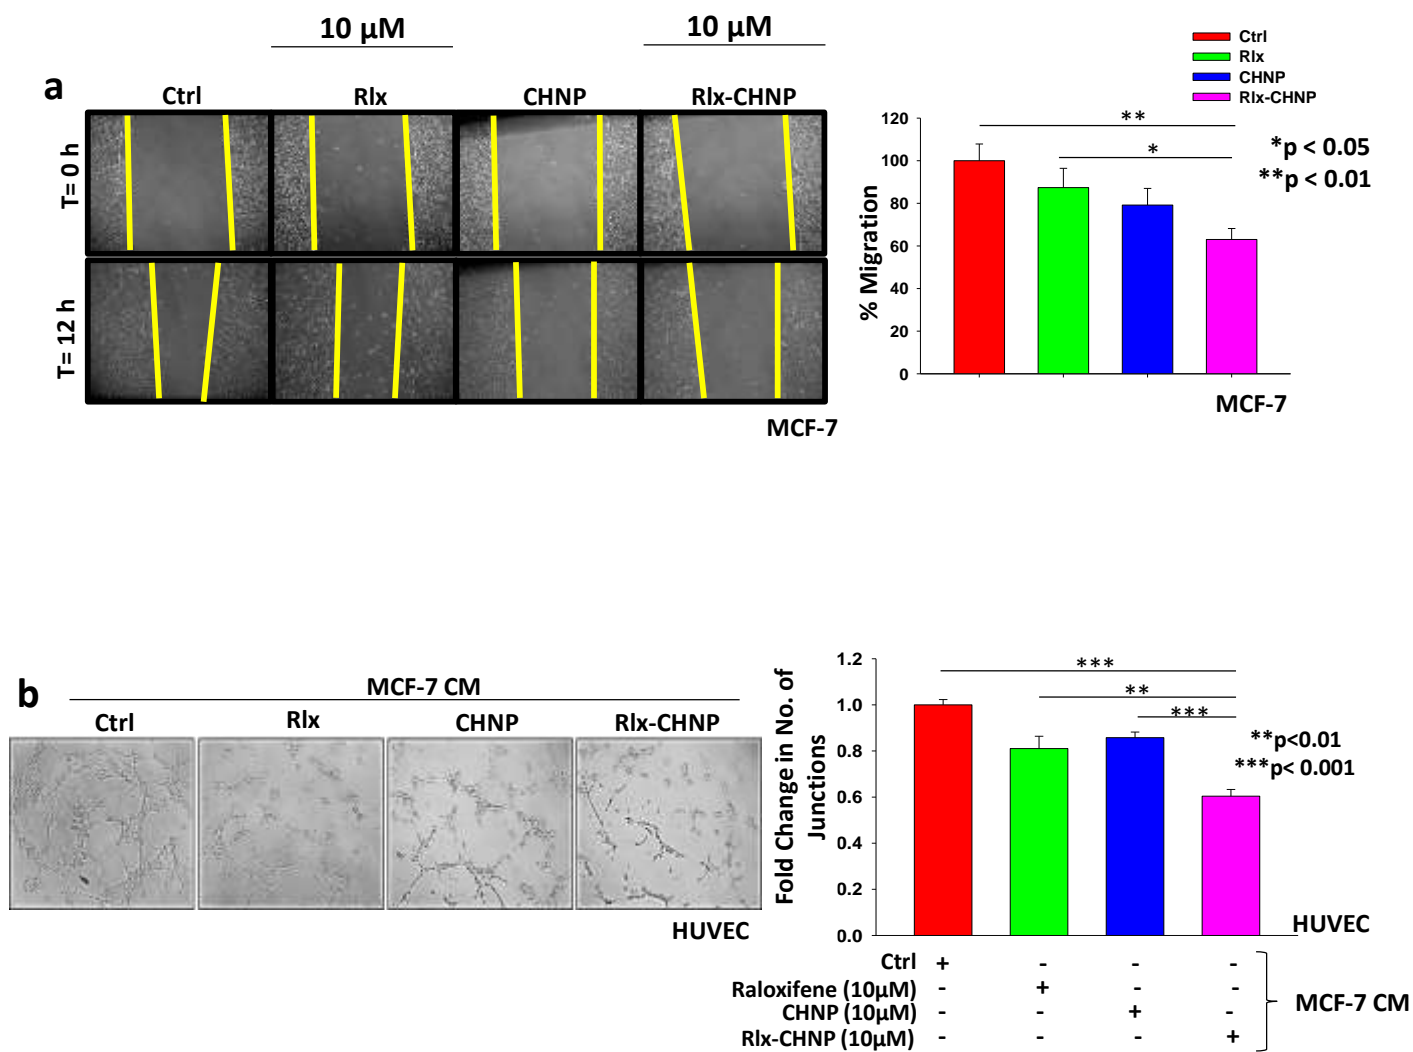 10 µM
10 µM
a
Ctrl
Rlx
CHNP
Rlx-CHNP
T= 0 h
T= 12 h
MCF-7
Ctrl
Rlx
CHNP
Rlx-CHNP
% Migration
120
100
80
60
40
20
0
**
*
*p < 0.05
**p < 0.01
MCF-7
b
MCF-7 CM
Ctrl
Rlx
CHNP
Rlx-CHNP
HUVEC
Fold Change in No. of
Junctions
1.2
1.0
0.8
0.6
0.4
0.2
0.0
***
**
***
**p<0.01
***p< 0.001
HUVEC
Ctrl + - - -
Raloxifene (10µM) - + - -
CHNP (10µM) - - + -
Rlx-CHNP (10µM) - - - +
MCF-7 CM